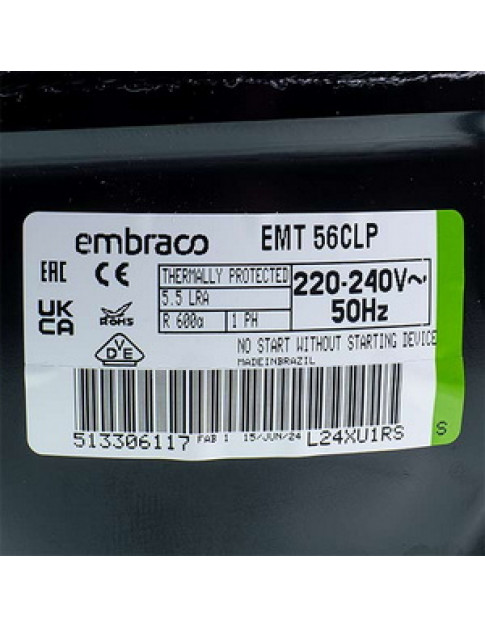 embraco EMT 56CLP
EAC CE
THERMALLY PROTECTED
5.5 LRA
R 600a 1 PH
220-240V~
50Hz
UK
CA
RoHS
DVE
NO START WITHOUT STARTING DEVICE
MADEINBRAZIL
513306117 FAB 1 15/JUN/24 L24XU1RS S